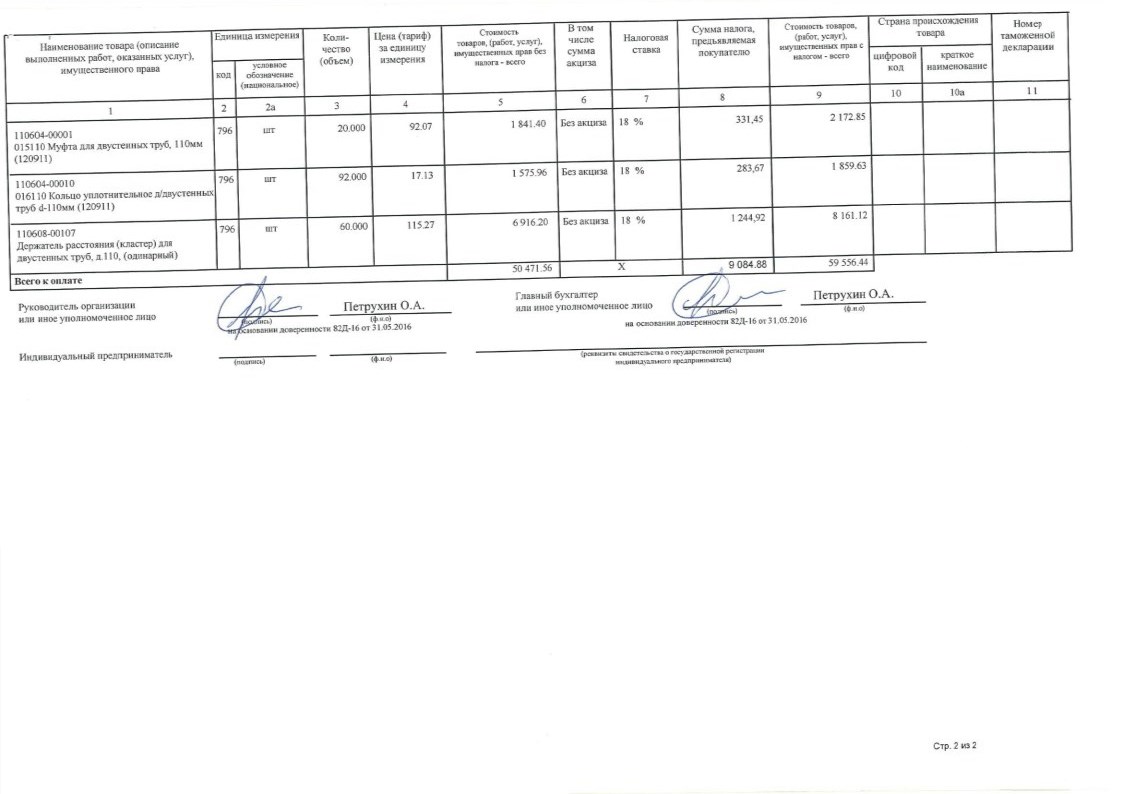 Наименование товара (описание выполненных работ, оказанных услуг), имущественного права
Единица измерения
код
условное обозначение (национальное)
Коли-
чество
(объем)
Цена (тариф)
за единицу
измерения
Стоимость
товаров, (работ, услуг),
имущественных прав без
налога - всего
В том
числе
сумма
акциза
Налоговая
ставка
Сумма налога,
предъявляемая
покупателю
Стоимость товаров,
(работ, услуг),
имущественных прав с
налогом - всего
Страна происхождения
товара
цифровой
код
краткое
наименование
Номер
таможенной
декларации
1 2 2а 3 4 5 6 7 8 9 10 10а 11
110604-00001
015110 Муфта для двустенных труб, 110мм
(120911)
796 шт 20.000 92.07 1 841.40 Без акциза 18 % 331,45 2 172.85
110604-00010
016110 Кольцо уплотнительное д/двустенных
труб d-110мм (120911)
796 шт 92.000 17.13 1 575.96 Без акциза 18 % 283,67 1 859.63
110608-00107
Держатель расстояния (кластер) для
двустенных труб, д.110, (одинарный)
796 шт 60.000 115.27 6 916.20 Без акциза 18 % 1 244,92 8 161.12
Всего к оплате 50 471.56 X 9 084.88 59 556.44
Руководитель организации
или иное уполномоченное лицо
Петрухин О.А.
(подпись) (ф.и.о)
на основании доверенности 82Д-16 от 31.05.2016
Главный бухгалтер
или иное уполномоченное лицо
Петрухин О.А.
(подпись) (ф.и.о)
на основании доверенности 82Д-16 от 31.05.2016
Индивидуальный предприниматель
(подпись) (ф.и.о)
(реквизиты свидетельства о государственной регистрации
индивидуального предпринимателя)
Стр. 2 из 2